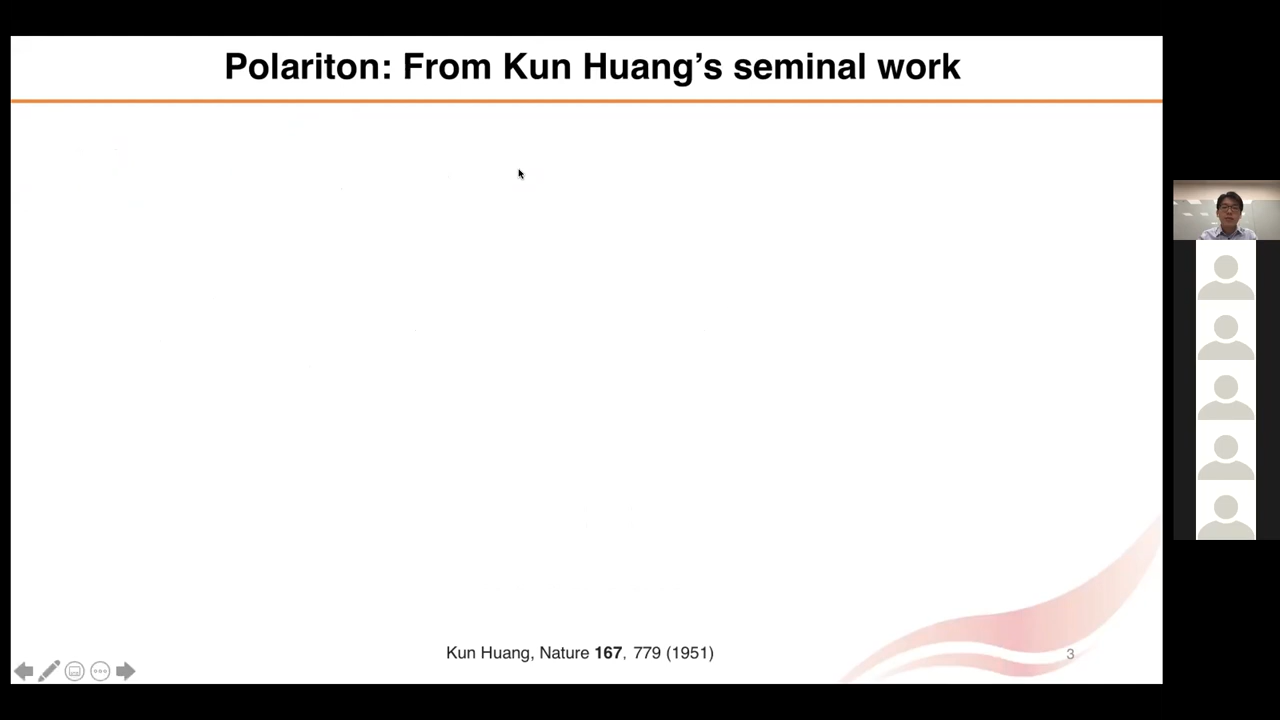 Polariton: From Kun Huang's seminal work
Kun Huang, Nature 167, 779 (1951)
3